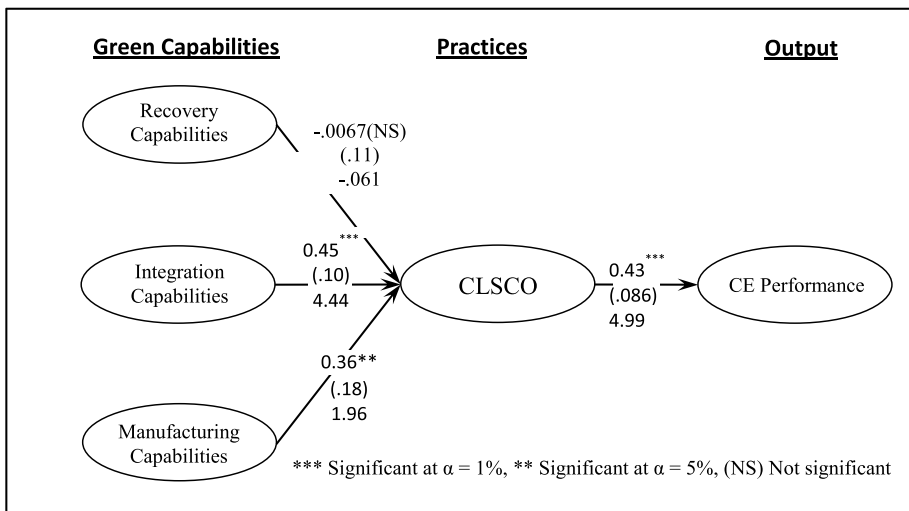 Green Capabilities
Practices
Output
Recovery
Capabilities
-.0067(NS)
(.11)
-.061
Integration
Capabilities
0.45***
(.10)
4.44
CLSCO
0.43***
(.086)
4.99
CE Performance
0.36**
(.18)
1.96
Manufacturing
Capabilities
*** Significant at α = 1%, ** Significant at α = 5%, (NS) Not significant